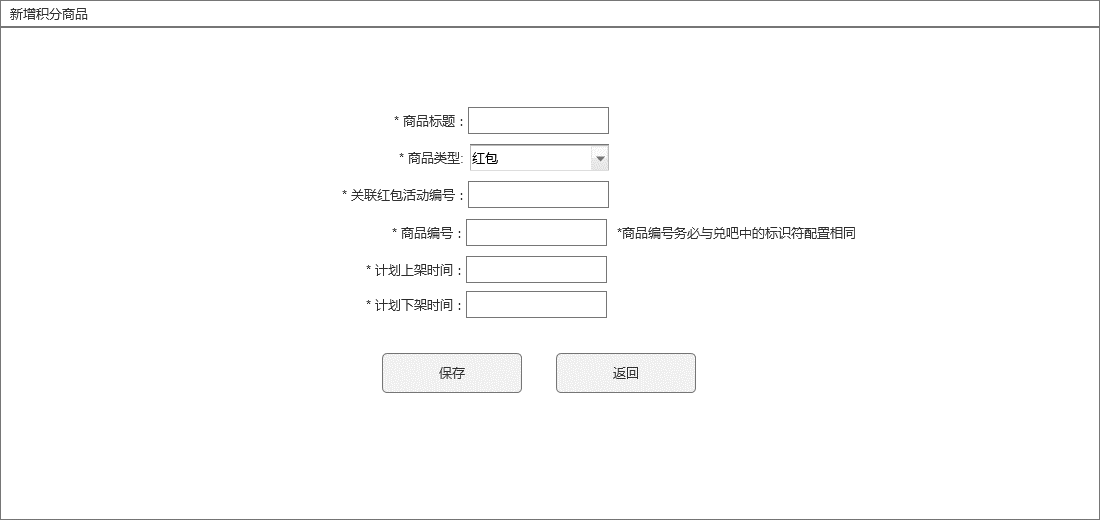 新增积分商品
* 商品标题：
* 商品类型: 红包
* 关联红包活动编号：
* 商品编号： *商品编号务必与兑吧中的标识符配置相同
* 计划上架时间：
* 计划下架时间：
保存 返回